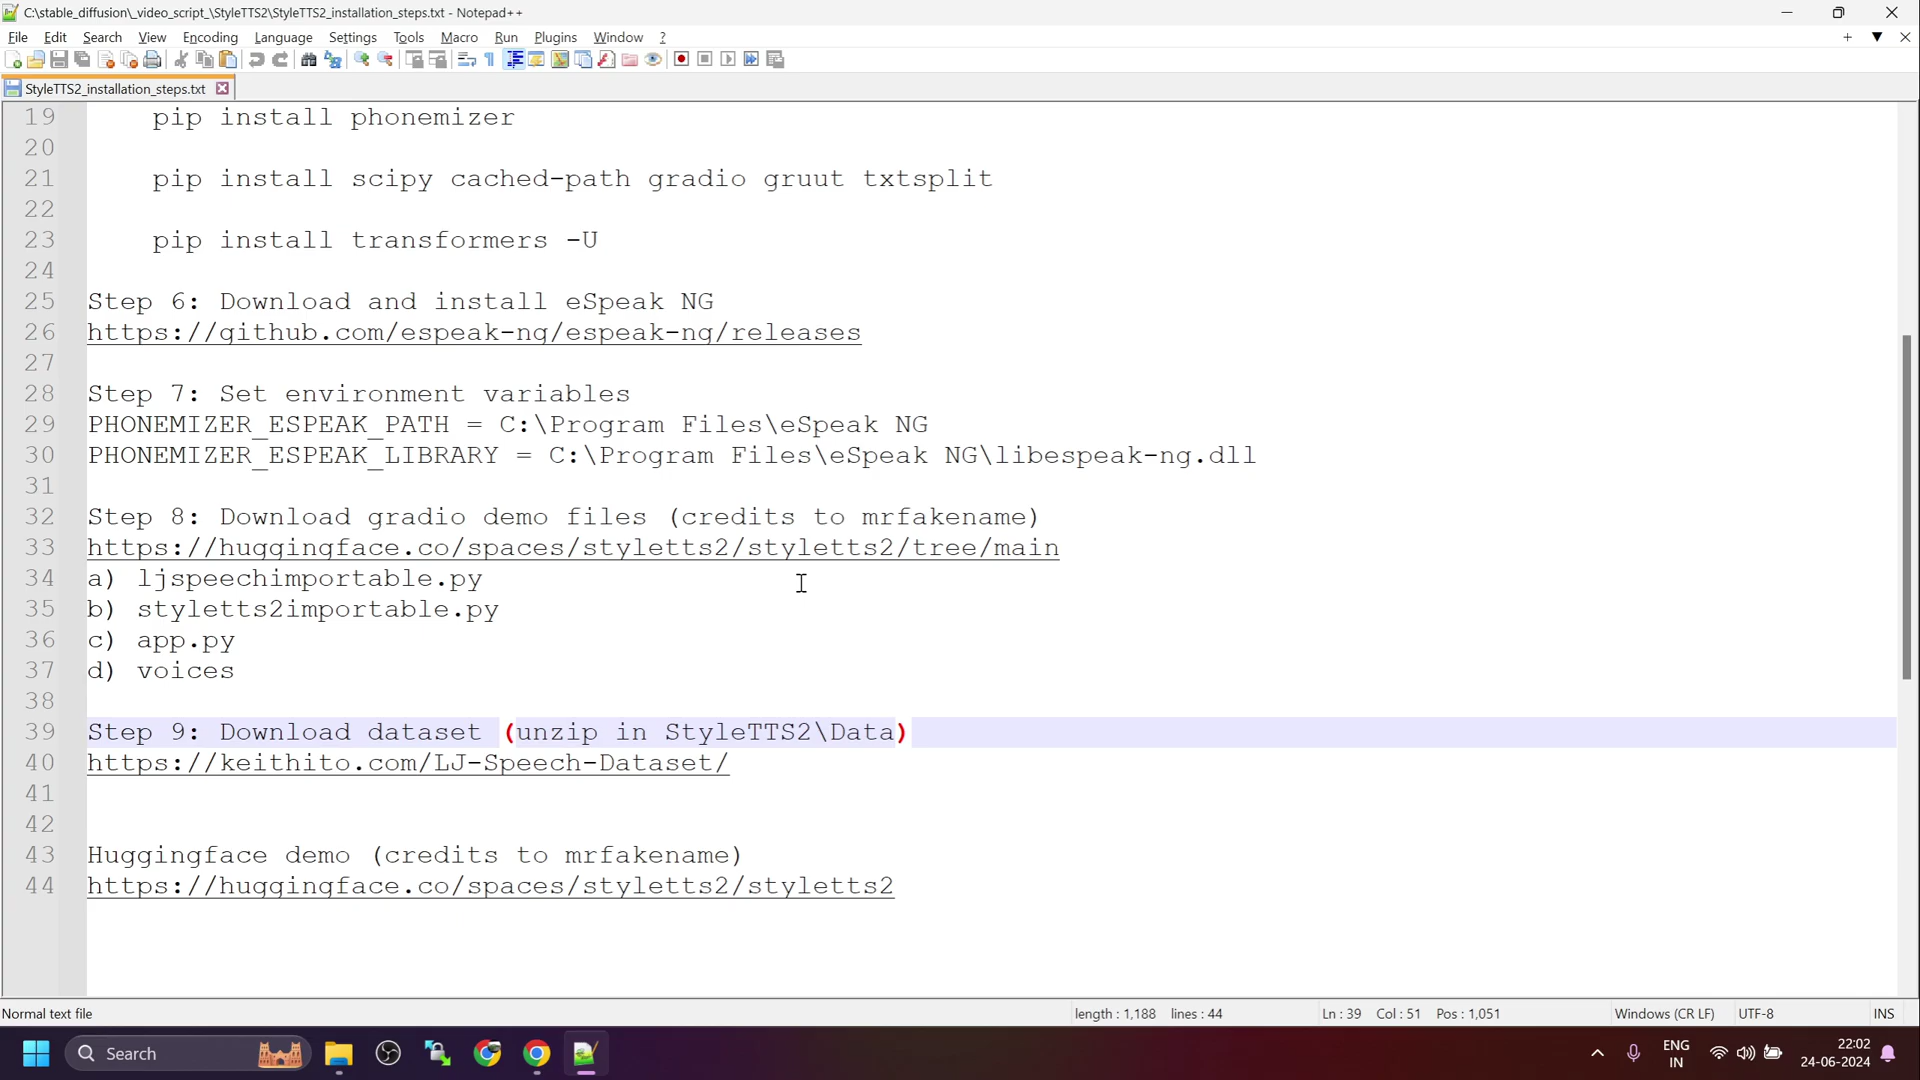 C:\stable_diffusion\_video_script_\StyleTTS2\StyleTTS2_installation_steps.txt - Notepad++
File Edit Search View Encoding Language Settings Tools Macro Run Plugins Window ?
StyleTTS2_installation_steps.txt
19 pip install phonemizer
20
21 pip install scipy cached-path gradio gruut txtsplit
22
23 pip install transformers -U
24
25 Step 6: Download and install eSpeak NG
26 https://github.com/espeak-ng/espeak-ng/releases
27
28 Step 7: Set environment variables
29 PHONEMIZER_ESPEAK_PATH = C:\Program Files\eSpeak NG
30 PHONEMIZER_ESPEAK_LIBRARY = C:\Program Files\eSpeak NG\libespeak-ng.dll
31
32 Step 8: Download gradio demo files (credits to mrfakename)
33 https://huggingface.co/spaces/styletts2/styletts2/tree/main
34 a) ljspeechimportable.py
35 b) styletts2importable.py
36 c) app.py
37 d) voices
38
39 Step 9: Download dataset (unzip in StyleTTS2\Data)
40 https://keithito.com/LJ-Speech-Dataset/
41
42
43 Huggingface demo (credits to mrfakename)
44 https://huggingface.co/spaces/styletts2/styletts2
Normal text file length : 1,188 lines : 44 Ln : 39 Col : 51 Pos : 1,051 Windows (CR LF) UTF-8 INS
Search ENG 22:02
IN 24-06-2024